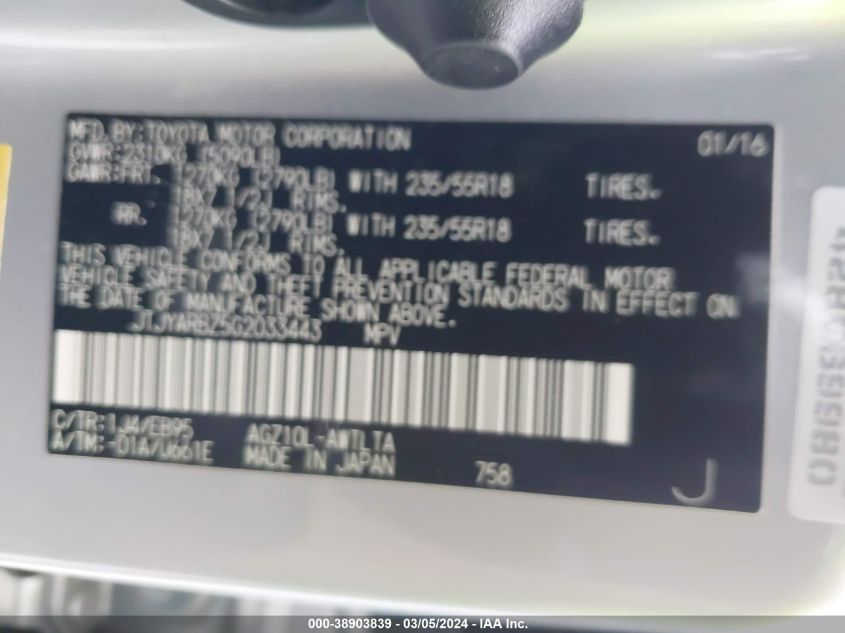 MFD. BY: TOYOTA MOTOR CORPORATION 01/16
GVWR: 2310KG (5090LB)
GAWR: FRT. 1270KG (2790LB) WITH 235/55R18 TIRES.
18X7 1/2J RIMS.
RR. 1270KG (2790LB) WITH 235/55R18 TIRES.
18X7 1/2J RIMS.
THIS VEHICLE CONFORMS TO ALL APPLICABLE FEDERAL MOTOR
VEHICLE SAFETY AND THEFT PREVENTION STANDARDS IN EFFECT ON
THE DATE OF MANUFACTURE SHOWN ABOVE.
JTJYARBZ5G2033443 MPV
C/TR: 1J4/EB95 AGZ10L-AWTLTA
A/TM: -01A/U661E MADE IN JAPAN 758 J
000-38903839 - 03/05/2024 - IAA Inc.